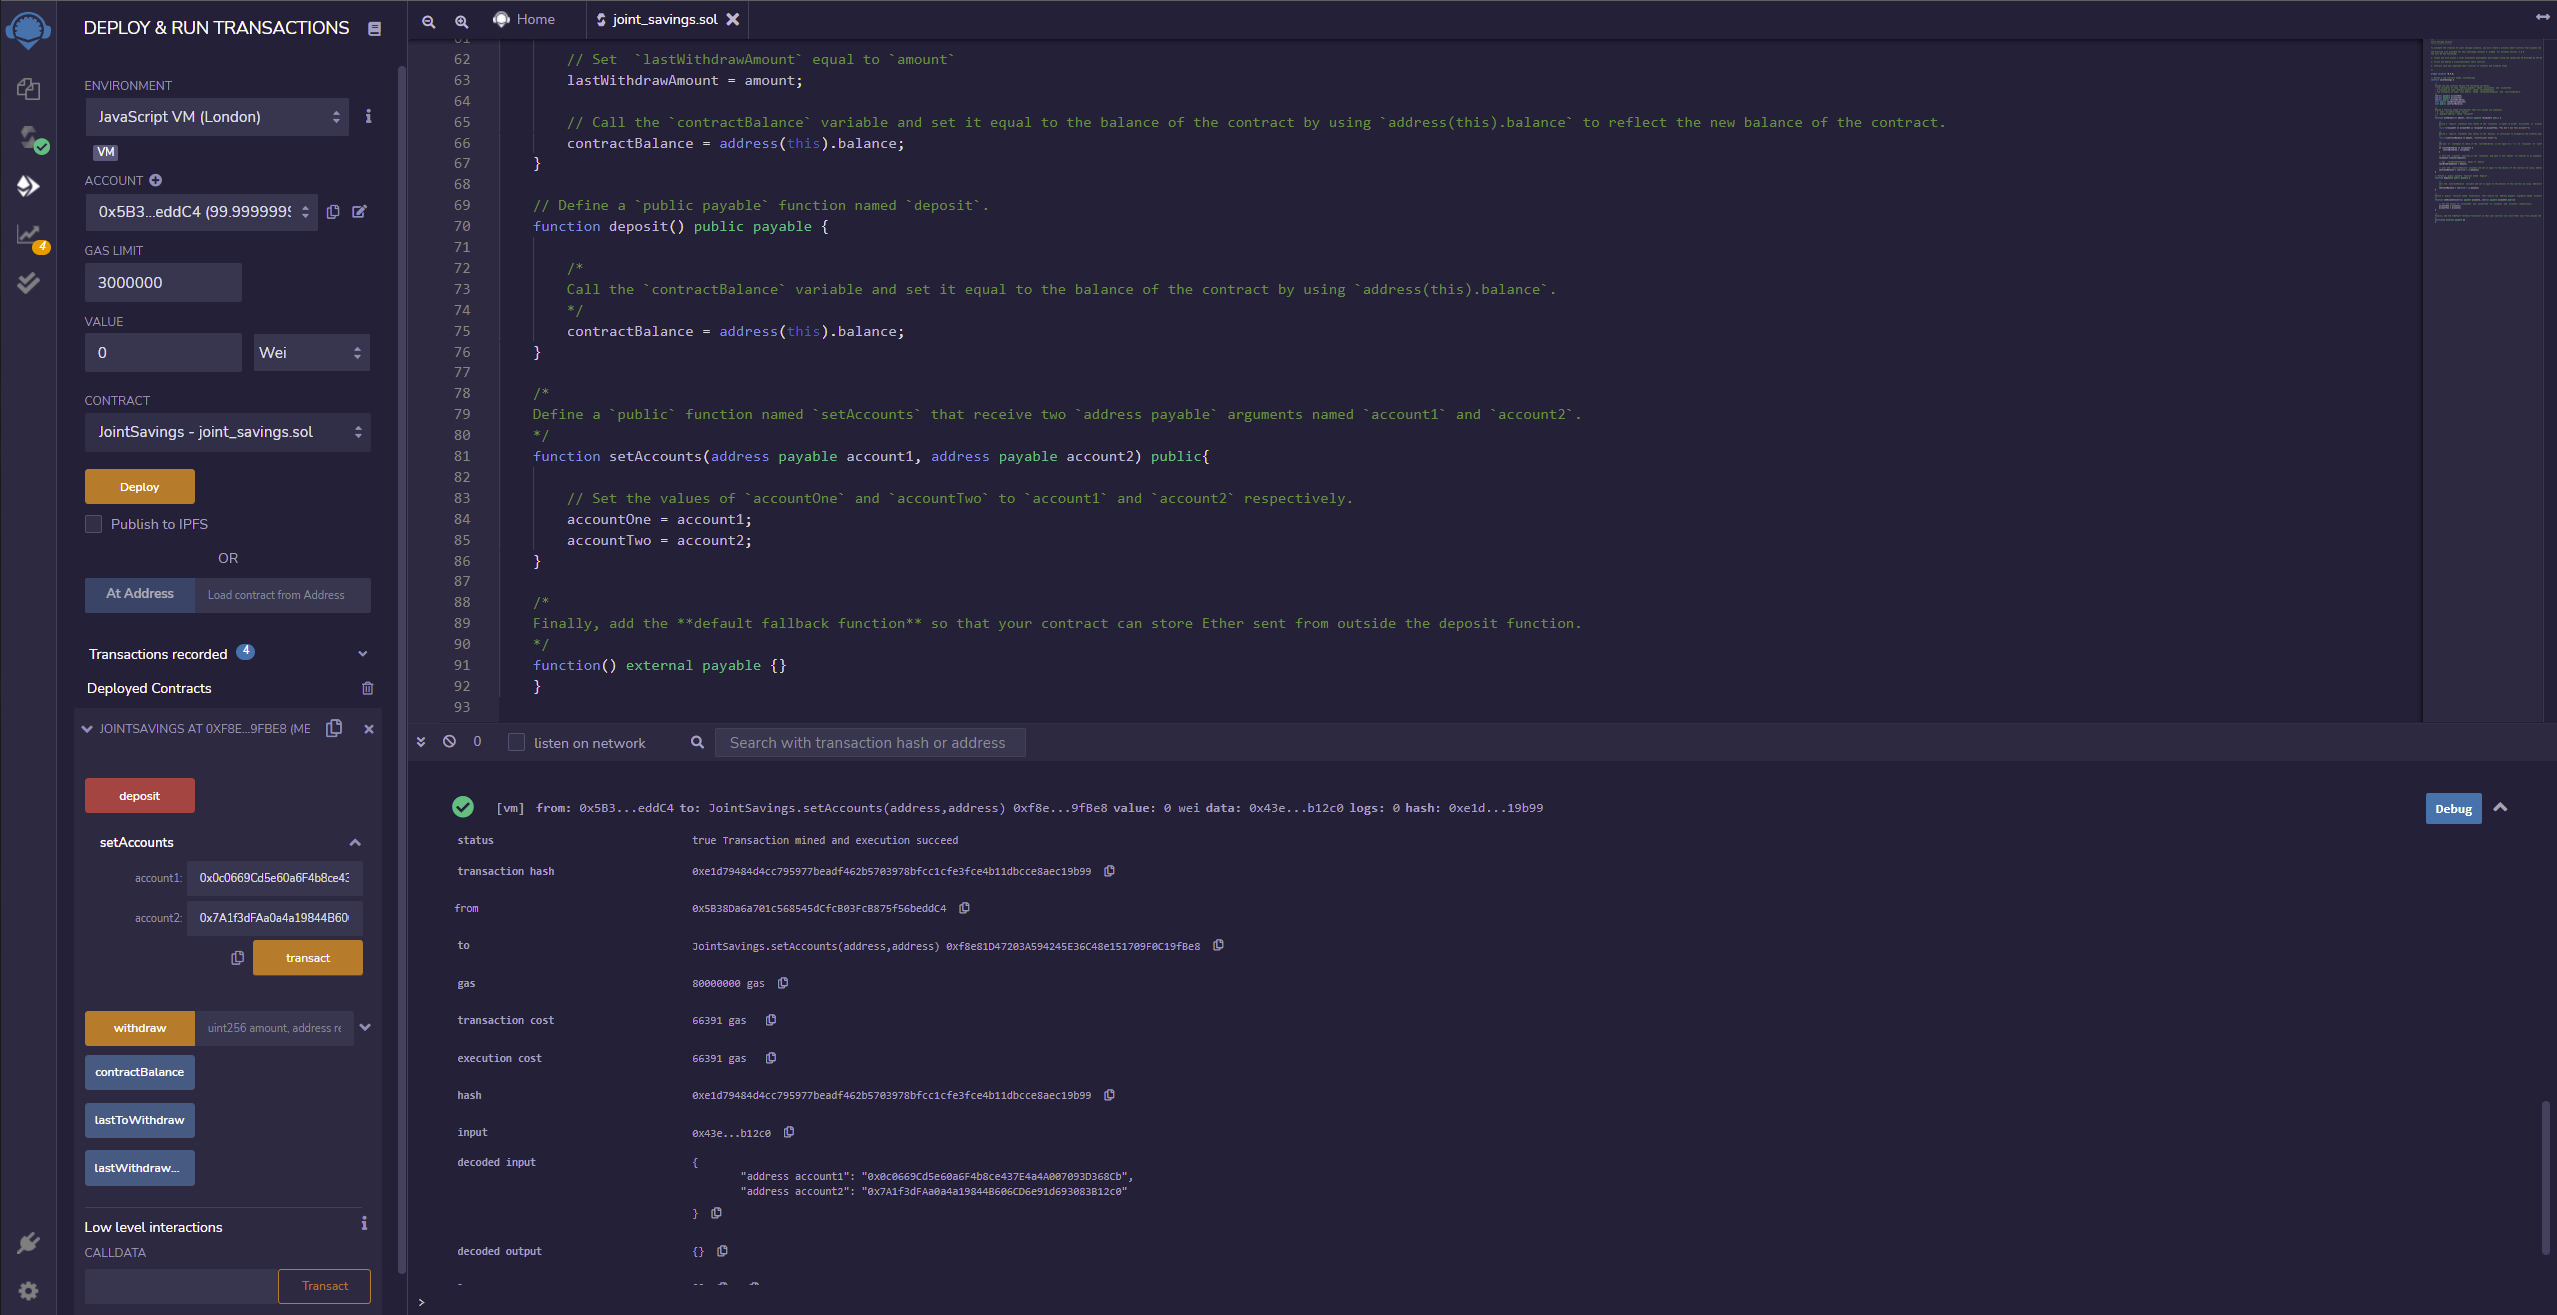 DEPLOY & RUN TRANSACTIONS
ENVIRONMENT
JavaScript VM (London)
VM
ACCOUNT
0x5B3...eddC4 (99.9999999
GAS LIMIT
3000000
VALUE
0
Wei
CONTRACT
JointSavings - joint_savings.sol
Deploy
Publish to IPFS
OR
At Address
Load contract from Address
Transactions recorded 4
Deployed Contracts
JOINTSAVINGS AT 0XF8E...9FBE8 (ME
deposit
setAccounts
account1: 0x0c0669Cd5e60a6F4b8ce43
account2: 0x7A1f3dFAa0a4a19844B60
transact
withdraw
uint256 amount, address re
contractBalance
lastToWithdraw
lastWithdraw...
Low level interactions
CALLDATA
Transact
4
Home
joint_savings.sol
61
62 // Set  `lastWithdrawAmount` equal to `amount`
63 lastWithdrawAmount = amount;
64
65 // Call the `contractBalance` variable and set it equal to the balance of the contract by using `address(this).balance` to reflect the new balance of the contract.
66 contractBalance = address(this).balance;
67 }
68
69 // Define a `public payable` function named `deposit`.
70 function deposit() public payable {
71
72 /*
73 Call the `contractBalance` variable and set it equal to the balance of the contract by using `address(this).balance`.
74 */
75 contractBalance = address(this).balance;
76 }
77
78 /*
79 Define a `public` function named `setAccounts` that receive two `address payable` arguments named `account1` and `account2`.
80 */
81 function setAccounts(address payable account1, address payable account2) public{
82
83 // Set the values of `accountOne` and `accountTwo` to `account1` and `account2` respectively.
84 accountOne = account1;
85 accountTwo = account2;
86 }
87
88 /*
89 Finally, add the **default fallback function** so that your contract can store Ether sent from outside the deposit function.
90 */
91 function() external payable {}
92 }
93
0
listen on network
Search with transaction hash or address
[vm] from: 0x5B3...eddC4 to: JointSavings.setAccounts(address,address) 0xf8e...9fBe8 value: 0 wei data: 0x43e...b12c0 logs: 0 hash: 0xe1d...19b99
Debug
status true Transaction mined and execution succeed
transaction hash 0xe1d79484d4cc795977beadf462b5703978bfcc1cfe3fce4b11dbcce8aec19b99
from 0x5B38Da6a701c568545dCfcB03FcB875f56beddC4
to JointSavings.setAccounts(address,address) 0xf8e81D47203A594245E36C48e151709F0C19fBe8
gas 80000000 gas
transaction cost 66391 gas
execution cost 66391 gas
hash 0xe1d79484d4cc795977beadf462b5703978bfcc1cfe3fce4b11dbcce8aec19b99
input 0x43e...b12c0
decoded input {
"address account1": "0x0c0669Cd5e60a6F4b8ce437E4a4A007093D368Cb",
"address account2": "0x7A1f3dFAa0a4a19844B606CD6e91d693083B12c0"
}
decoded output {}
>